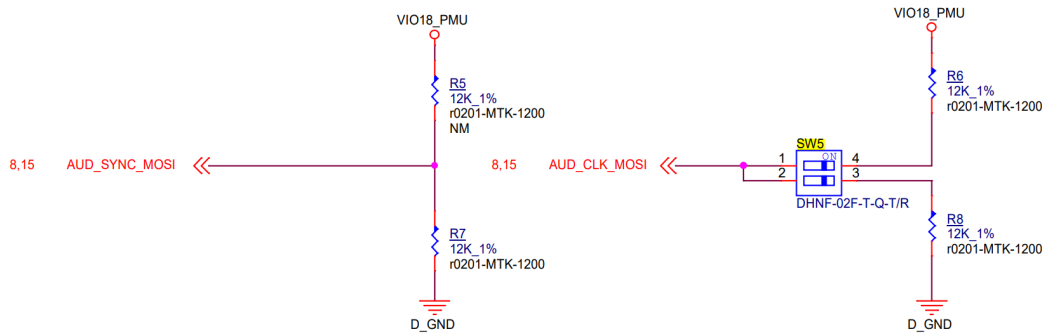 VIO18_PMU
R5
12K_1%
r0201-MTK-1200
NM
8,15 AUD_SYNC_MOSI
R7
12K_1%
r0201-MTK-1200
D_GND
VIO18_PMU
R6
12K_1%
r0201-MTK-1200
8,15 AUD_CLK_MOSI
SW5
ON
1 4
2 3
DHNF-02F-T-Q-T/R
R8
12K_1%
r0201-MTK-1200
D_GND